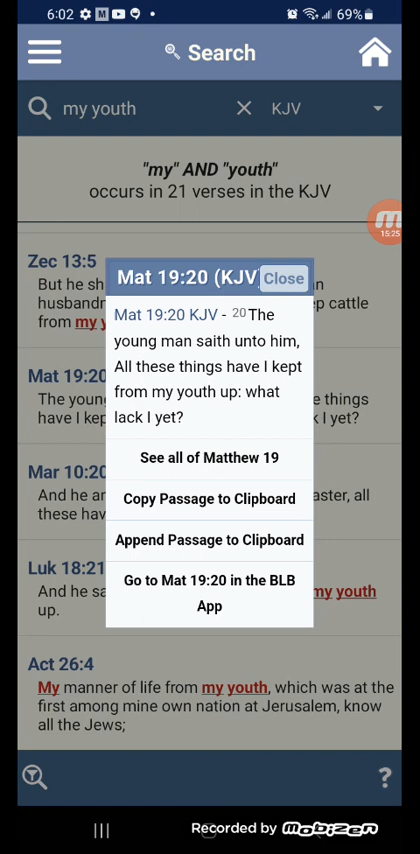 6:02 M 69%
Search
my youth × KJV
"my" AND "youth"
occurs in 21 verses in the KJV
M
15:25
Zec 13:5
But he sh
husbandm
from my y
Mat 19:20 (KJV) Close
Mat 19:20 KJV - 20 The
young man saith unto him,
All these things have I kept
from my youth up: what
lack I yet?
See all of Matthew 19
Copy Passage to Clipboard
Append Passage to Clipboard
Go to Mat 19:20 in the BLB
App
cattle
Mat 19:20
The young things
have I kep I yet?
Mar 10:20
And he an aster, all
these hav
Luk 18:21
And he sa my youth
up.
Act 26:4
My manner of life from my youth, which was at the
first among mine own nation at Jerusalem, know
all the Jews;
?
Recorded by mobizen